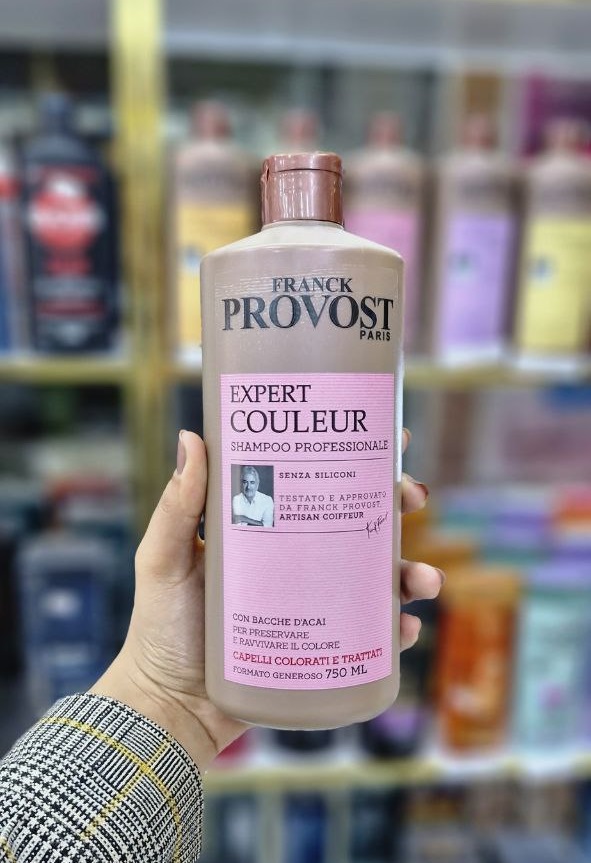 FRANCK
PROVOST
PARIS
EXPERT
COULEUR
SHAMPOO PROFESSIONALE
SENZA SILICONI
TESTATO E APPROVATO
DA FRANCK PROVOST,
ARTISAN COIFFEUR
CON BACCHE D'ACAI
PER PRESERVARE
E RAVVIVARE IL COLORE
CAPELLI COLORATI E TRATTATI
FORMATO GENEROSO 750 ML